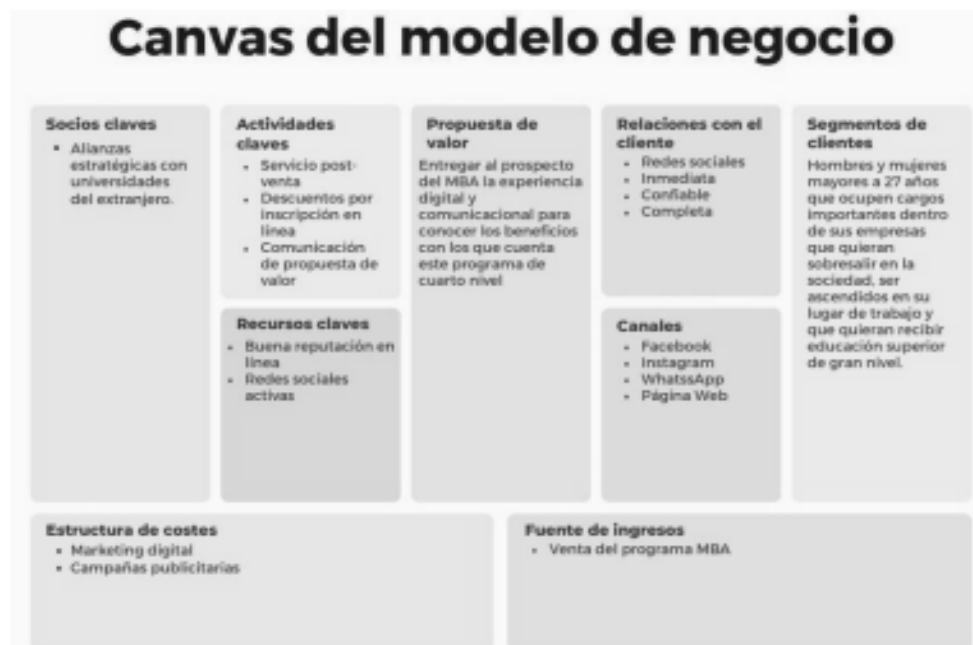 Canvas del modelo de negocio
Socios claves
Alianzas
estratégicas con
universidades
del extranjero.
Actividades
claves
Servicio post-
venta
Descuentos por
inscripción en
línea
Comunicación
de propuesta de
valor
Recursos claves
Buena reputación en
línea
Redes sociales
activas
Propuesta de
valor
Entregar al prospecto
del MBA la experiencia
digital y
comunicacional para
conocer los beneficios
con los que cuenta
este programa de
cuarto nivel
Relaciones con el
cliente
Redes sociales
Inmediata
Confiable
Completa
Canales
Facebook
Instagram
WhatssApp
Página Web
Segmentos de
clientes
Hombres y mujeres
mayores a 27 años
que ocupen cargos
importantes dentro
de sus empresas
que quieran
sobresalir en la
sociedad, ser
ascendidos en su
lugar de trabajo y
que quieran recibir
educación superior
de gran nivel.
Estructura de costes
Marketing digital
Campañas publicitarias
Fuente de ingresos
Venta del programa MBA